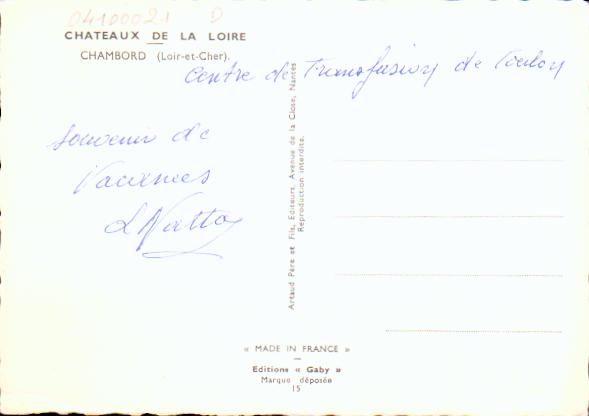 04100021 D
CHATEAUX DE LA LOIRE
CHAMBORD (Loir-et-Cher).
Centre de Transfusion de Toulon
Souvenir de
Vacances
Artaud Père et Fils, Editeurs, Avenue de la Close, Nantes
Reproduction interdite.
« MADE IN FRANCE »
Editions « Gaby »
Marque déposée
15